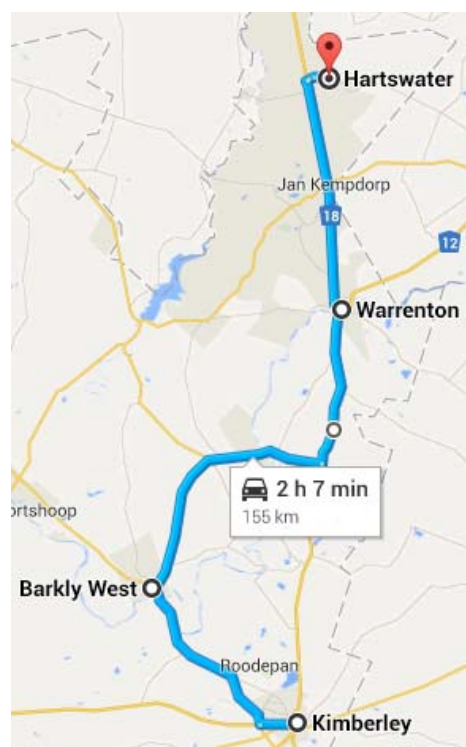 Hartswater
Jan Kempdorp
18
12
Warrenton
2 h 7 min
155 km
ortshoop
Barkly West
Roodepan
Kimberley